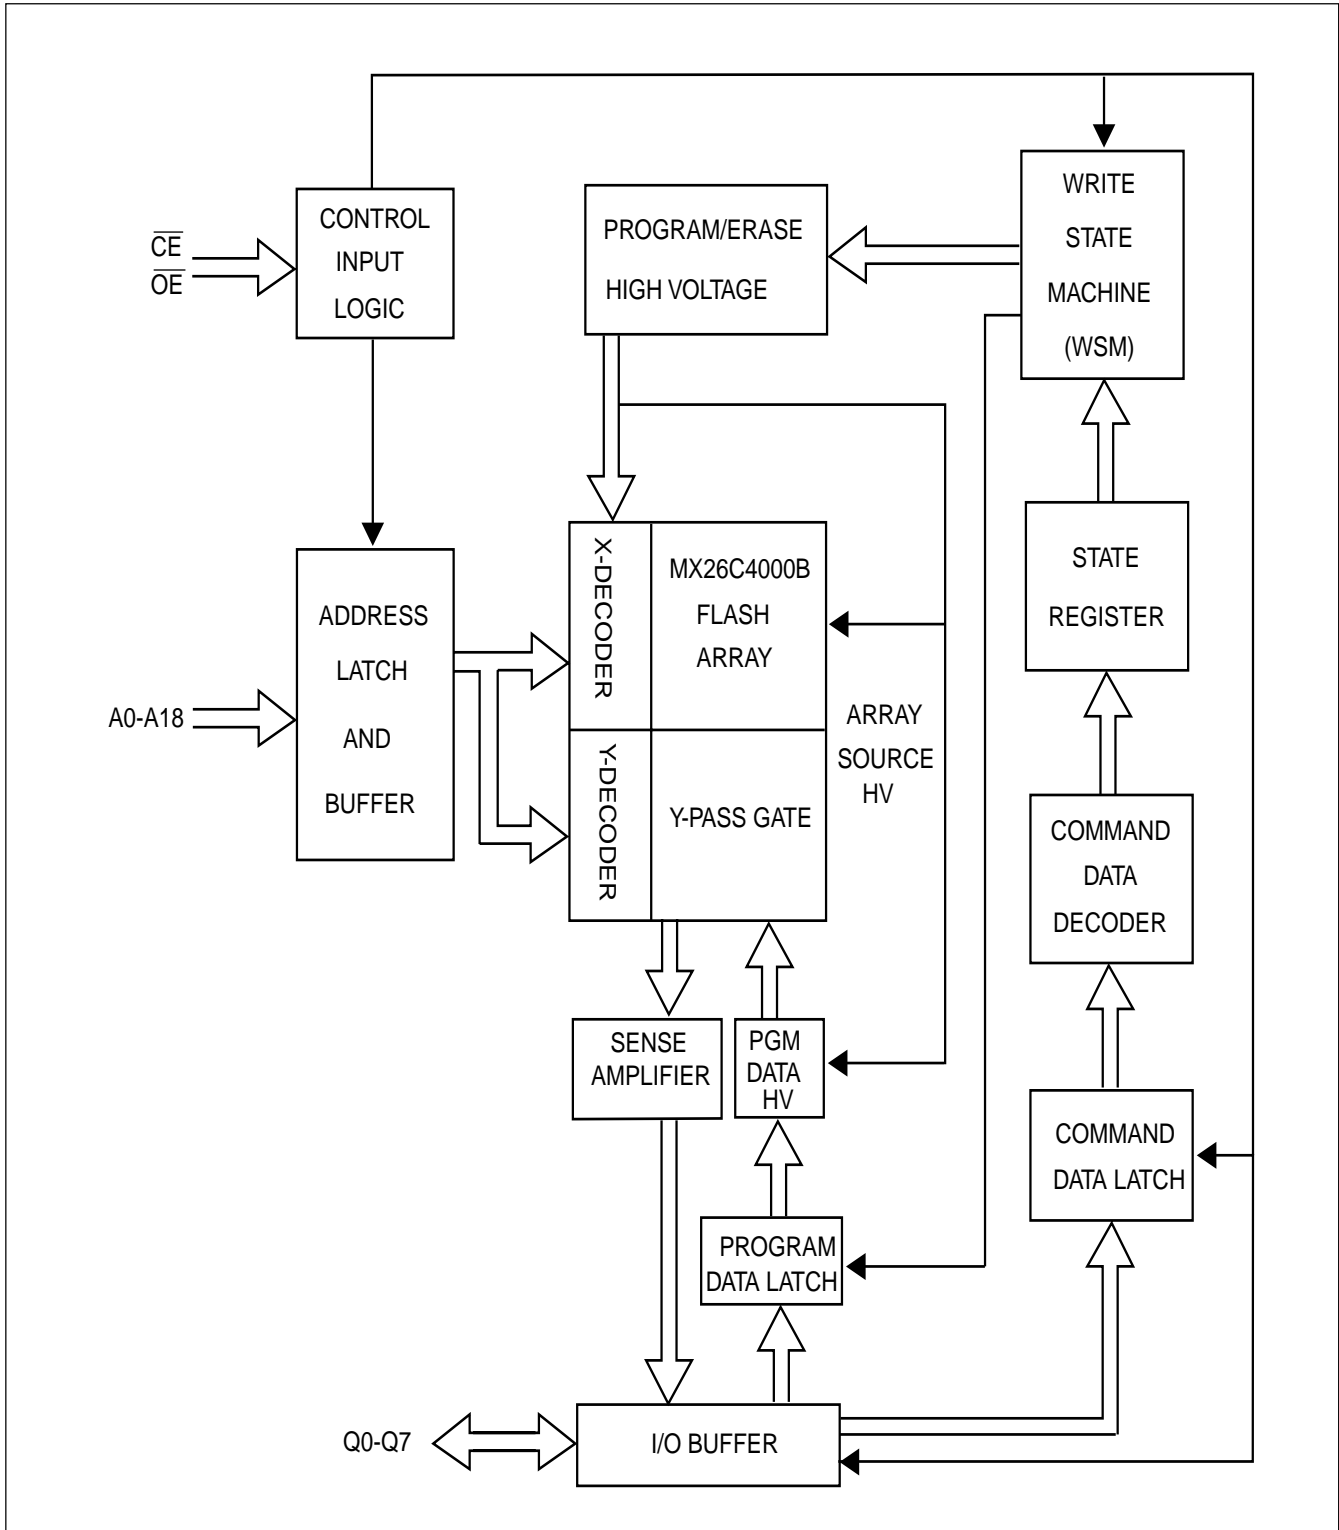 CONTROL
INPUT
LOGIC
CE
OE
PROGRAM/ERASE
HIGH VOLTAGE
WRITE
STATE
MACHINE
(WSM)
ADDRESS
LATCH
AND
BUFFER
A0-A18
X-DECODER
MX26C4000B
FLASH
ARRAY
Y-DECODER
Y-PASS GATE
ARRAY
SOURCE
HV
STATE
REGISTER
COMMAND
DATA
DECODER
SENSE
AMPLIFIER
PGM
DATA
HV
COMMAND
DATA LATCH
PROGRAM
DATA LATCH
Q0-Q7
I/O BUFFER